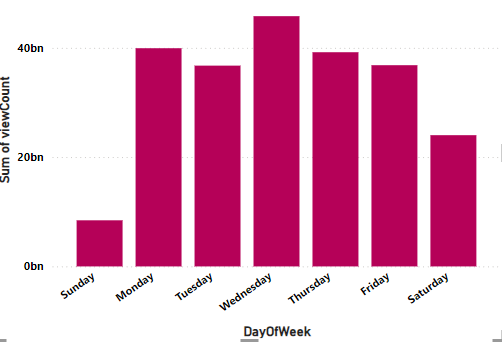 Sum of viewCount
40bn
20bn
0bn
Sunday
Monday
Tuesday
Wednesday
Thursday
Friday
Saturday
DayOfWeek